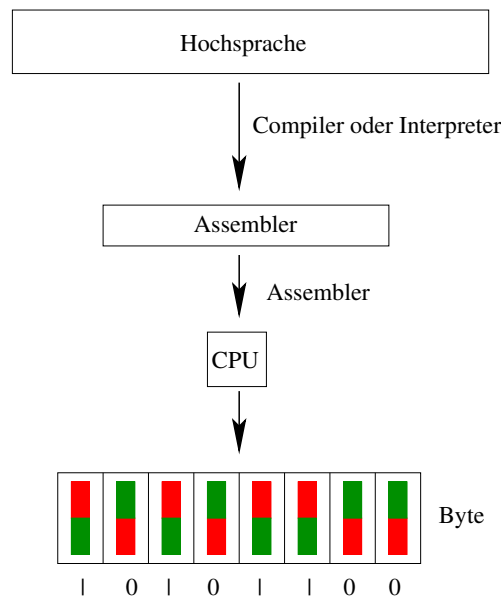 Hochsprache
Compiler oder Interpreter
Assembler
Assembler
CPU
Byte
| 0 | 0 | | 0 0